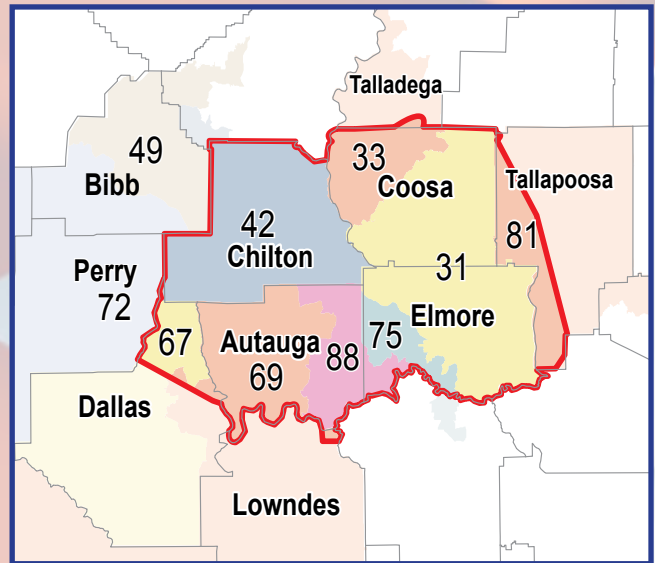 Talladega
33
49
Bibb
Coosa
Tallapoosa
42
Chilton
81
31
Perry
72
67
Autauga
69
88
75
Elmore
Dallas
Lowndes